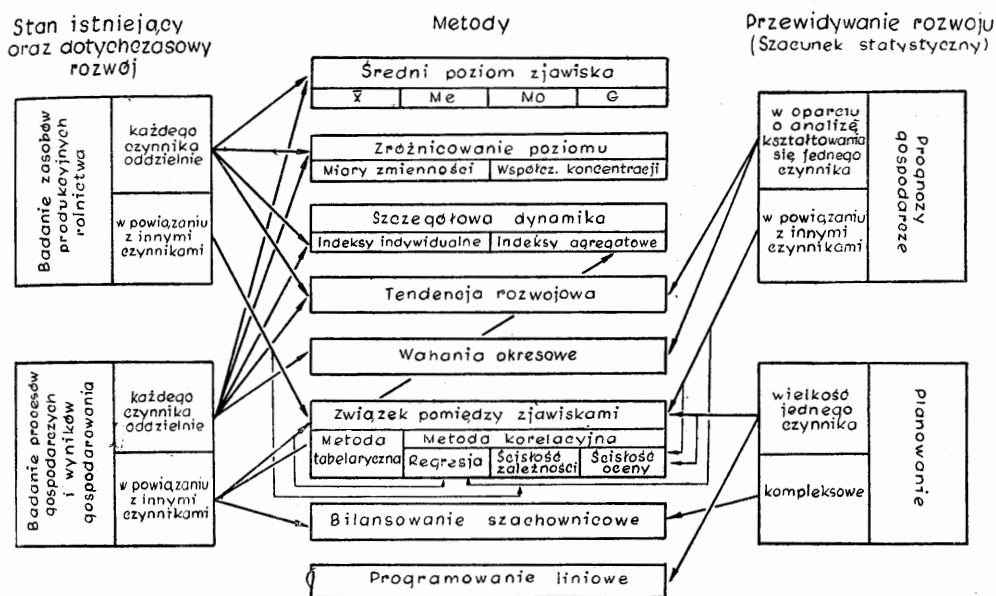 Stan istniejący
oraz dotychczasowy
rozwój
Metody
Przewidywanie rozwoju
(Szacunek statystyczny)
Badanie zasobów
produkcyjnych
rolnictwa
każdego
czynnika
oddzielnie
w powiązaniu
z innymi
czynnikami
Badanie procesów
gospodarczych
i wyników
gospodarowania
każdego
czynnika
oddzielnie
w powiązaniu
z innymi
czynnikami
Średni poziom zjawiska
x̄ Me Mo G
Zróżnicowanie poziomu
Miary zmienności Współcz. koncentracji
Szczegółowa dynamika
Indeksy indywidualne Indeksy agregatowe
Tendencja rozwojowa
Wahania okresowe
Związek pomiędzy zjawiskami
Metoda
tabelaryczna
Metoda korelacyjna
Regresja
Ścisłość
zależności
Ścisłość
oceny
Bilansowanie szachownicowe
Programowanie liniowe
w oparciu
o analizę
kształtowania
się jednego
czynnika
w powiązaniu
z innymi
czynnikami
Prognozy
gospodarcze
wielkość
jednego
czynnika
kompleksowe
Planowanie